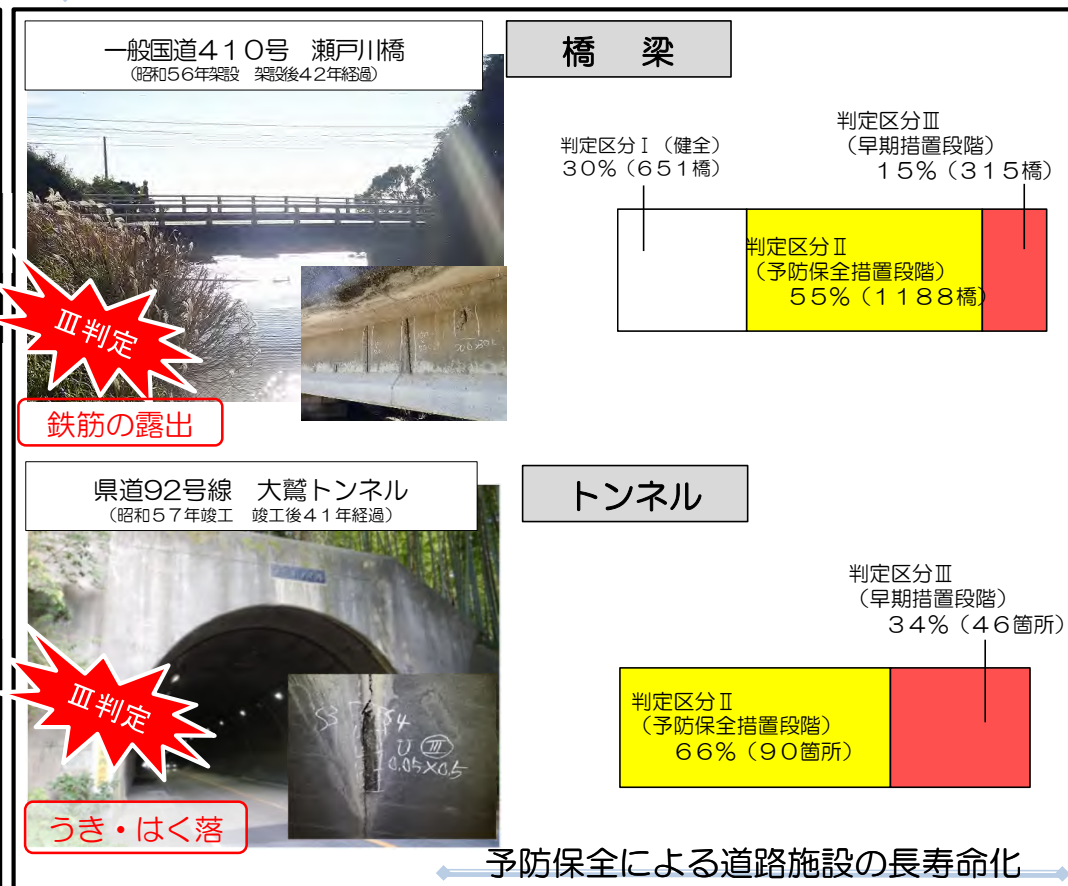 一般国道410号　瀬戸川橋
（昭和56年架設　架設後42年経過）
橋　梁
判定区分Ⅰ（健全）
30%（651橋）
判定区分Ⅲ
（早期措置段階）
15%（315橋）
判定区分Ⅱ
（予防保全措置段階）
55%（1188橋）
Ⅲ判定
鉄筋の露出
県道92号線　大鷲トンネル
（昭和57年竣工　竣工後41年経過）
トンネル
判定区分Ⅲ
（早期措置段階）
34%（46箇所）
判定区分Ⅱ
（予防保全措置段階）
66%（90箇所）
Ⅲ判定
S3
84
U Ⅲ
0.05×0.5
うき・はく落
予防保全による道路施設の長寿命化